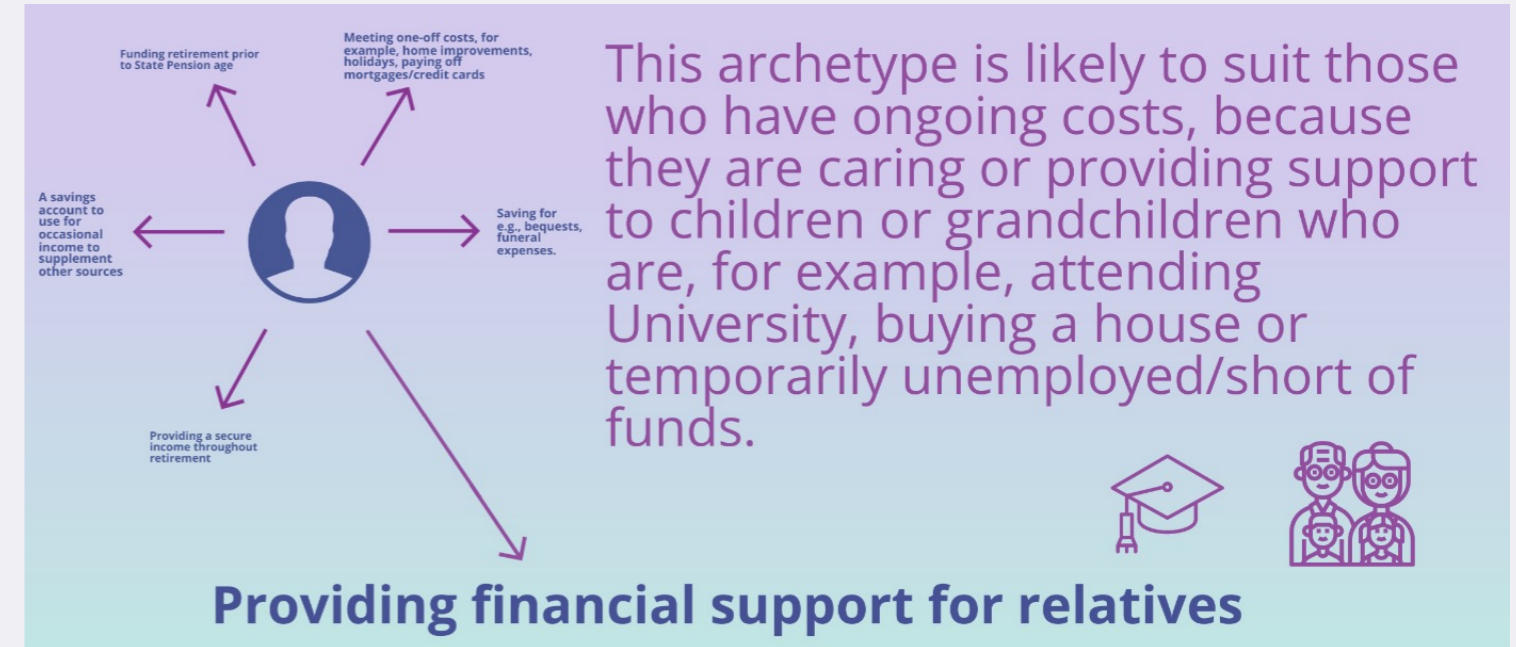 Funding retirement prior
to State Pension age
Meeting one-off costs, for
example, home improvements,
holidays, paying off
mortgages/credit cards
A savings
account to
use for
occasional
income to
supplement
other sources
Saving for
e.g., bequests,
funeral
expenses.
Providing a secure
income throughout
retirement
This archetype is likely to suit those
who have ongoing costs, because
they are caring or providing support
to children or grandchildren who
are, for example, attending
University, buying a house or
temporarily unemployed/short of
funds.
Providing financial support for relatives